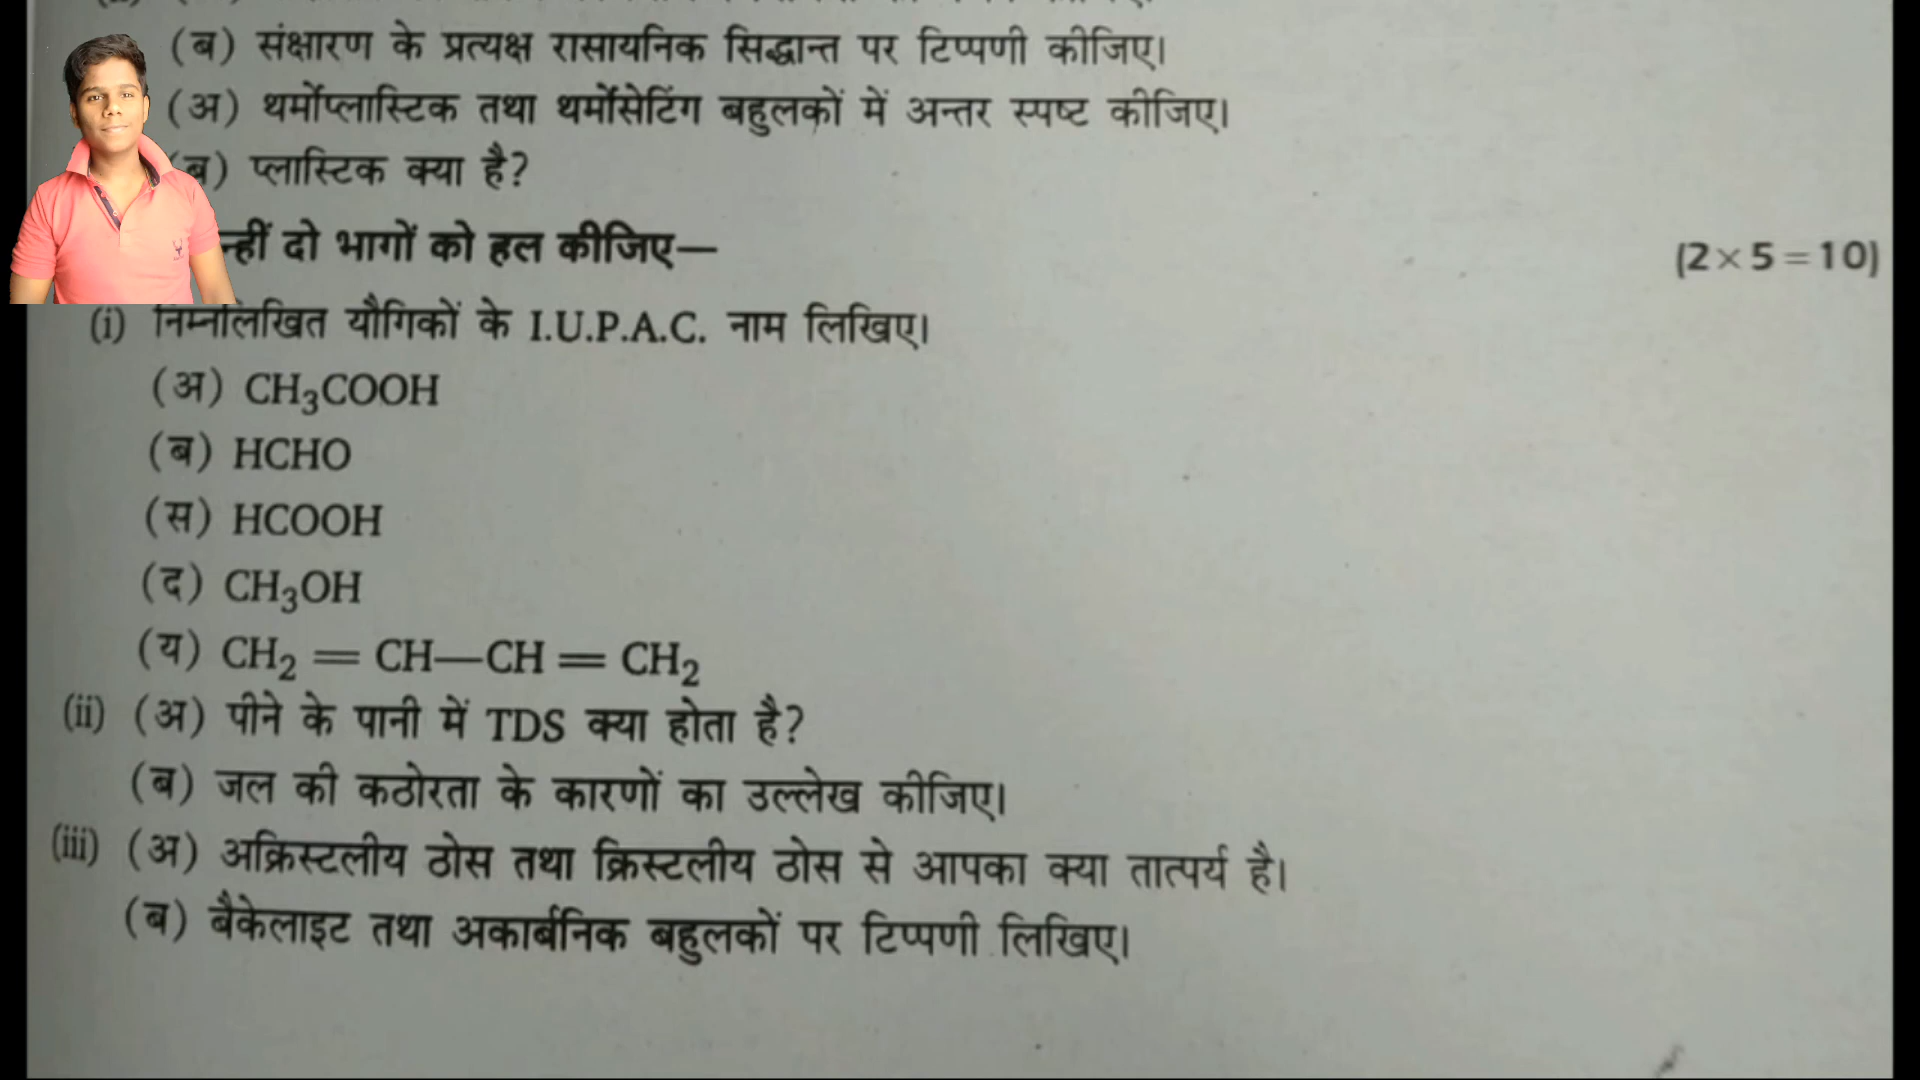 (ब) संक्षारण के प्रत्यक्ष रासायनिक सिद्धान्त पर टिप्पणी कीजिए।
(अ) थर्मोप्लास्टिक तथा थर्मोसेटिंग बहुलकों में अन्तर स्पष्ट कीजिए।
(ब) प्लास्टिक क्या है?
न्हीं दो भागों को हल कीजिए— (2×5=10)
(i) निम्नलिखित यौगिकों के I.U.P.A.C. नाम लिखिए।
(अ) CH₃COOH
(ब) HCHO
(स) HCOOH
(द) CH₃OH
(य) CH₂ = CH—CH = CH₂
(ii) (अ) पीने के पानी में TDS क्या होता है?
(ब) जल की कठोरता के कारणों का उल्लेख कीजिए।
(iii) (अ) अक्रिस्टलीय ठोस तथा क्रिस्टलीय ठोस से आपका क्या तात्पर्य है।
(ब) बैकेलाइट तथा अकार्बनिक बहुलकों पर टिप्पणी लिखिए।